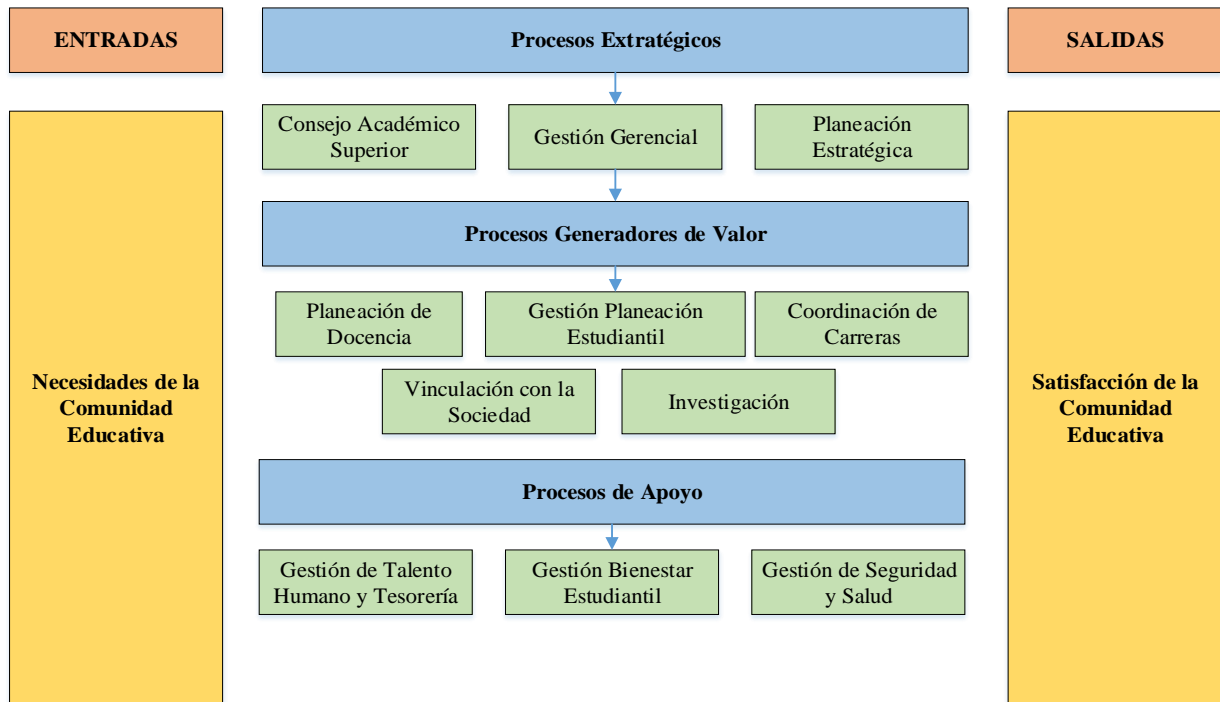 ENTRADAS
Procesos Extratégicos
SALIDAS
Consejo Académico
Superior
Gestión Gerencial
Planeación
Estratégica
Procesos Generadores de Valor
Planeación de
Docencia
Gestión Planeación
Estudiantil
Coordinación de
Carreras
Necesidades de la
Comunidad
Educativa
Vinculación con la
Sociedad
Investigación
Satisfacción de la
Comunidad
Educativa
Procesos de Apoyo
Gestión de Talento
Humano y Tesorería
Gestión Bienestar
Estudiantil
Gestión de Seguridad
y Salud